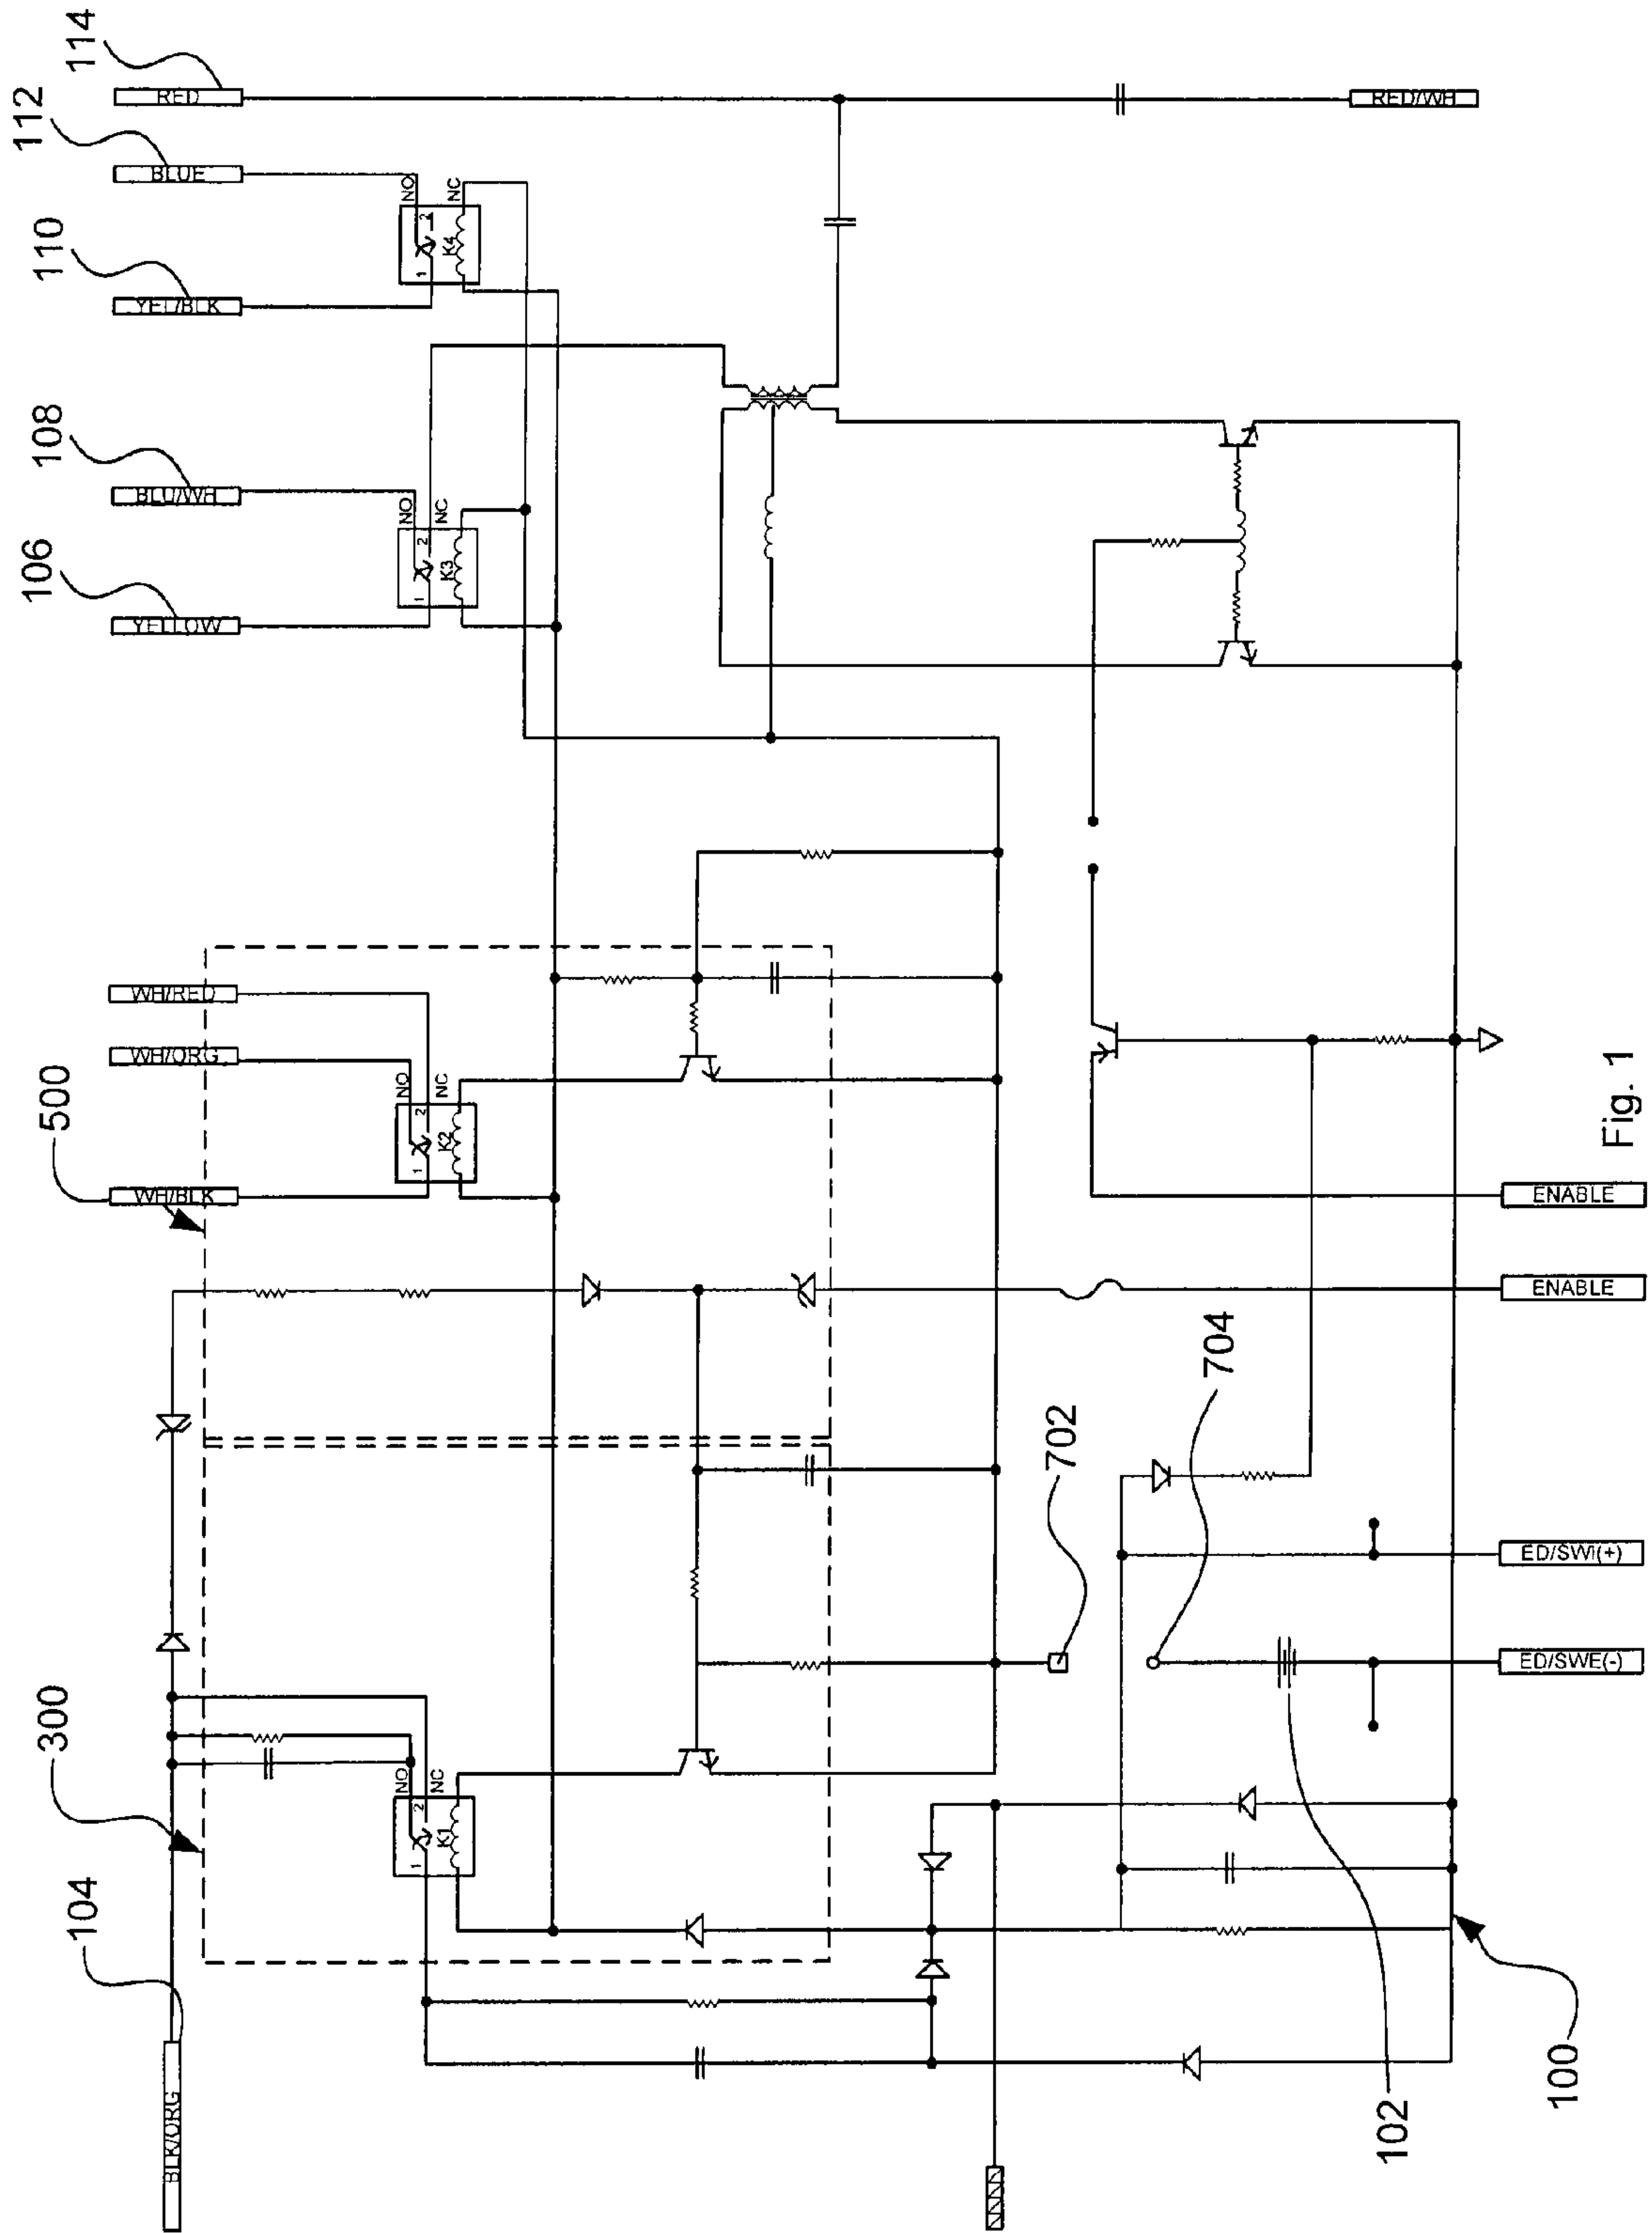 114
RED
112
BLUE
NO
NC
110
2
1
K4
YEL/BLK
RED/WH
108
BLU/WH
NO
NC
2
1
K3
106
YELLOW
WH/RED
WH/ORG
500
NO
NC
2
1
K2
WH/BLK
Fig. 1
ENABLE
ENABLE
704
702
ED/SWI(+)
ED/SWE(-)
300
NO
NC
2
1
K1
104
BLK/ORG
102
100